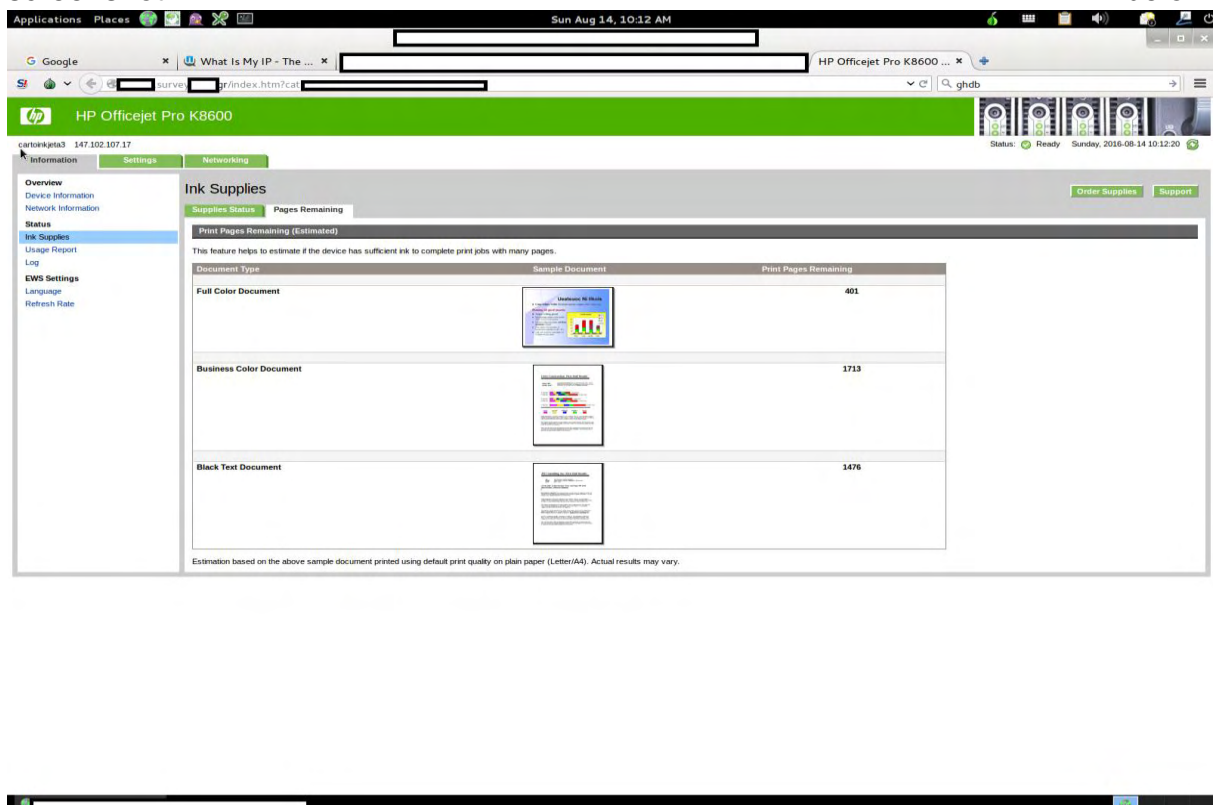 Applications Places Sun Aug 14, 10:12 AM
G Google What Is My IP - The ... HP Officejet Pro K8600 ...
survey gr/index.htm?cat ghdb
hp HP Officejet Pro K8600
cartoinkjeta3 147.102.107.17 Status: Ready Sunday, 2016-08-14 10:12:20
Information Settings Networking
Overview
Device Information
Network Information
Status
Ink Supplies
Usage Report
Log
EWS Settings
Language
Refresh Rate
Ink Supplies Order Supplies Support
Supplies Status Pages Remaining
Print Pages Remaining (Estimated)
This feature helps to estimate if the device has sufficient ink to complete print jobs with many pages.
Document Type Sample Document Print Pages Remaining
Full Color Document 401
Business Color Document 1713
Black Text Document 1476
Estimation based on the above sample document printed using default print quality on plain paper (Letter/A4). Actual results may vary.